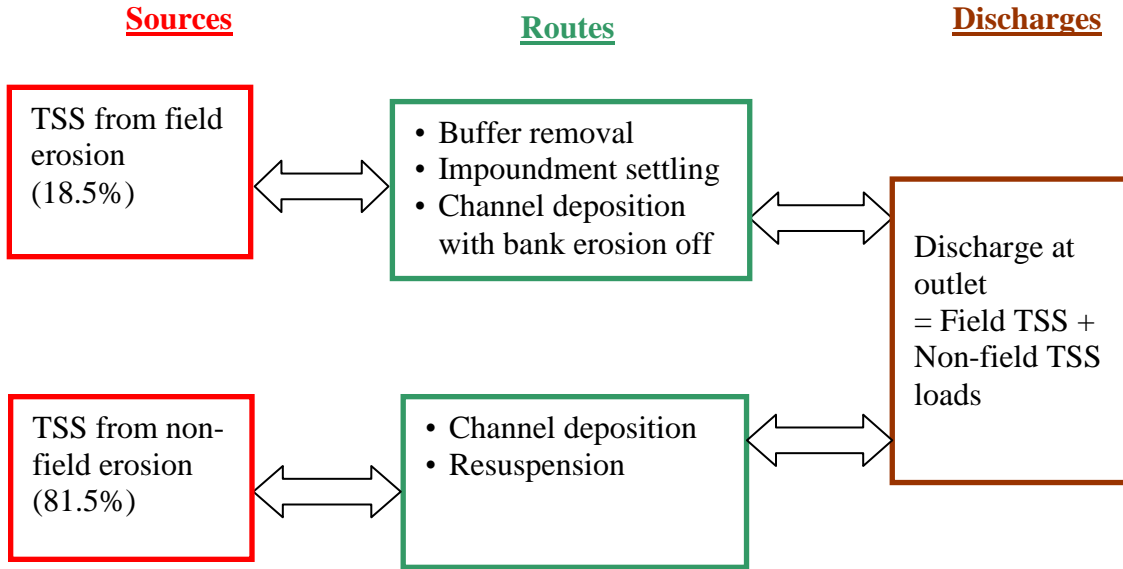 Sources
Routes
Discharges
TSS from field
erosion
(18.5%)
• Buffer removal
• Impoundment settling
• Channel deposition
with bank erosion off
Discharge at
outlet
= Field TSS +
Non-field TSS
loads
TSS from non-
field erosion
(81.5%)
• Channel deposition
• Resuspension